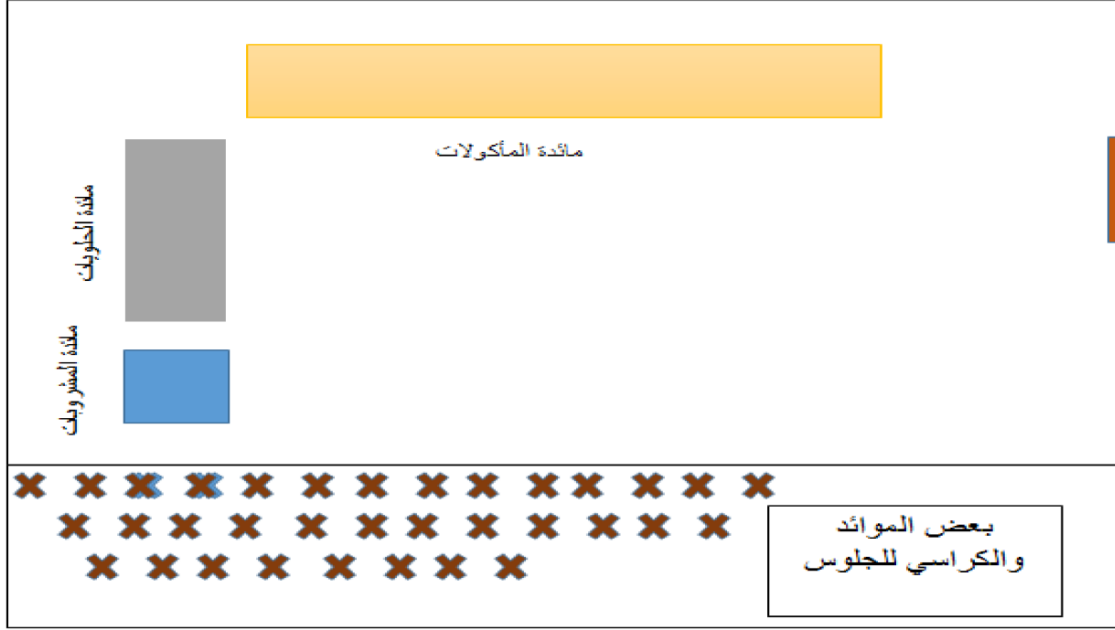 مائدة المأكولات
مائدة الحلويات
مائدة المشروبات
بعض الموائد
والكراسي للجلوس